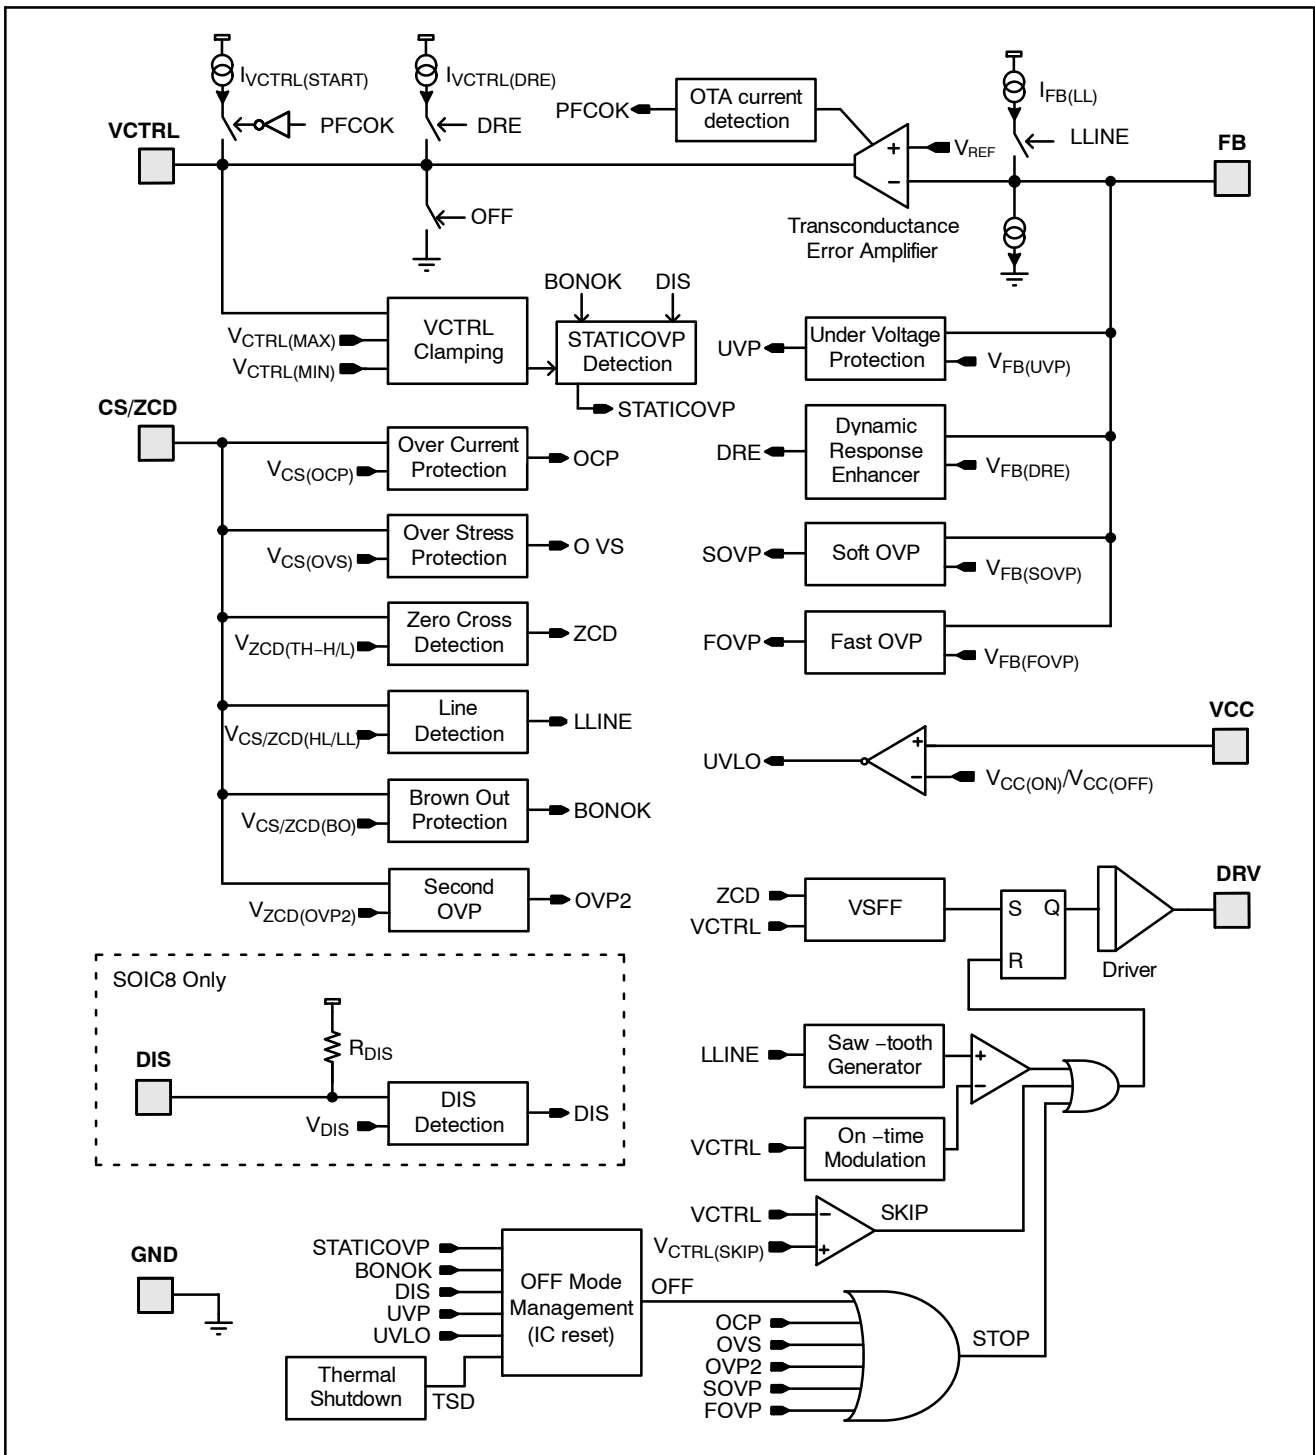 IVCTRL(START)
IVCTRL(DRE)
PFCOK
OTA current
detection
IFB(LL)
VCTRL
PFCOK
DRE
VREF
LLINE
FB
+
−
OFF
Transconductance
Error Amplifier
BONOK
DIS
VCTRL
Clamping
VCTRL(MAX)
VCTRL(MIN)
STATICOVP
Detection
STATICOVP
UVP
Under Voltage
Protection
VFB(UVP)
CS/ZCD
Over Current
Protection
VCS(OCP)
OCP
DRE
Dynamic
Response
Enhancer
VFB(DRE)
Over Stress
Protection
VCS(OVS)
O VS
SOVP
Soft OVP
VFB(SOVP)
Zero Cross
Detection
VZCD(TH−H/L)
ZCD
FOVP
Fast OVP
VFB(FOVP)
Line
Detection
VCS/ZCD(HL/LL)
LLINE
VCC
UVLO
+
−
VCC(ON)/VCC(OFF)
Brown Out
Protection
VCS/ZCD(BO)
BONOK
Second
OVP
VZCD(OVP2)
OVP2
ZCD
VCTRL
VSFF
S Q
R
Driver
DRV
SOIC8 Only
RDIS
DIS
VDIS
DIS
Detection
DIS
LLINE
Saw −tooth
Generator
+
−
VCTRL
On −time
Modulation
VCTRL
VCTRL(SKIP)
−
+
SKIP
GND
STATICOVP
BONOK
DIS
UVP
UVLO
OFF Mode
Management
(IC reset)
OFF
Thermal
Shutdown
TSD
OCP
OVS
OVP2
SOVP
FOVP
STOP